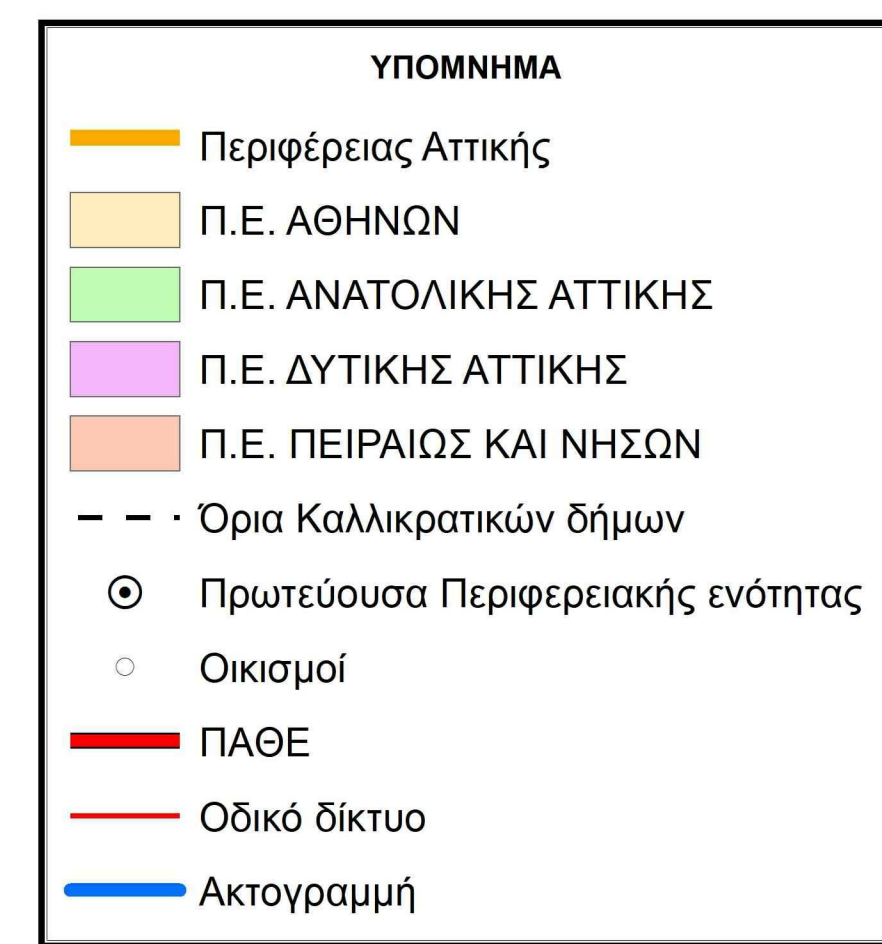 ΥΠΟΜΝΗΜΑ
Περιφέρειας Αττικής
Π.Ε. ΑΘΗΝΩΝ
Π.Ε. ΑΝΑΤΟΛΙΚΗΣ ΑΤΤΙΚΗΣ
Π.Ε. ΔΥΤΙΚΗΣ ΑΤΤΙΚΗΣ
Π.Ε. ΠΕΙΡΑΙΩΣ ΚΑΙ ΝΗΣΩΝ
Όρια Καλλικρατικών δήμων
Πρωτεύουσα Περιφερειακής ενότητας
Οικισμοί
ΠΑΘΕ
Οδικό δίκτυο
Ακτογραμμή